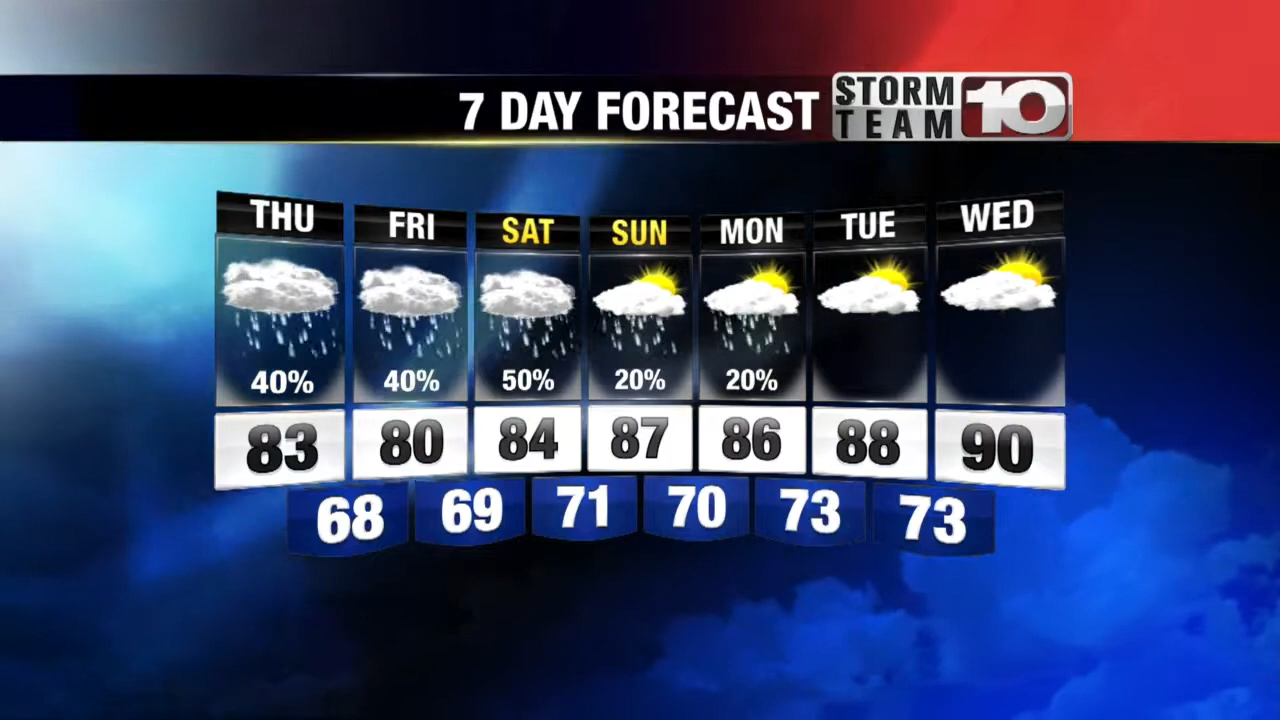 7 DAY FORECAST
STORM TEAM 10
THU FRI SAT SUN MON TUE WED
40% 40% 50% 20% 20%
83 80 84 87 86 88 90
68 69 71 70 73 73